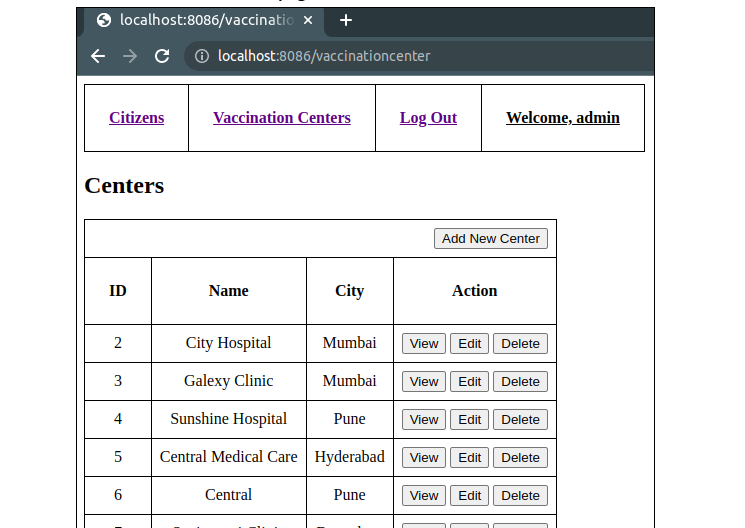 localhost:8086/vaccinatio
localhost:8086/vaccinationcenter
Citizens Vaccination Centers Log Out Welcome, admin
Centers
Add New Center
ID Name City Action
2 City Hospital Mumbai View Edit Delete
3 Galexy Clinic Mumbai View Edit Delete
4 Sunshine Hospital Pune View Edit Delete
5 Central Medical Care Hyderabad View Edit Delete
6 Central Pune View Edit Delete